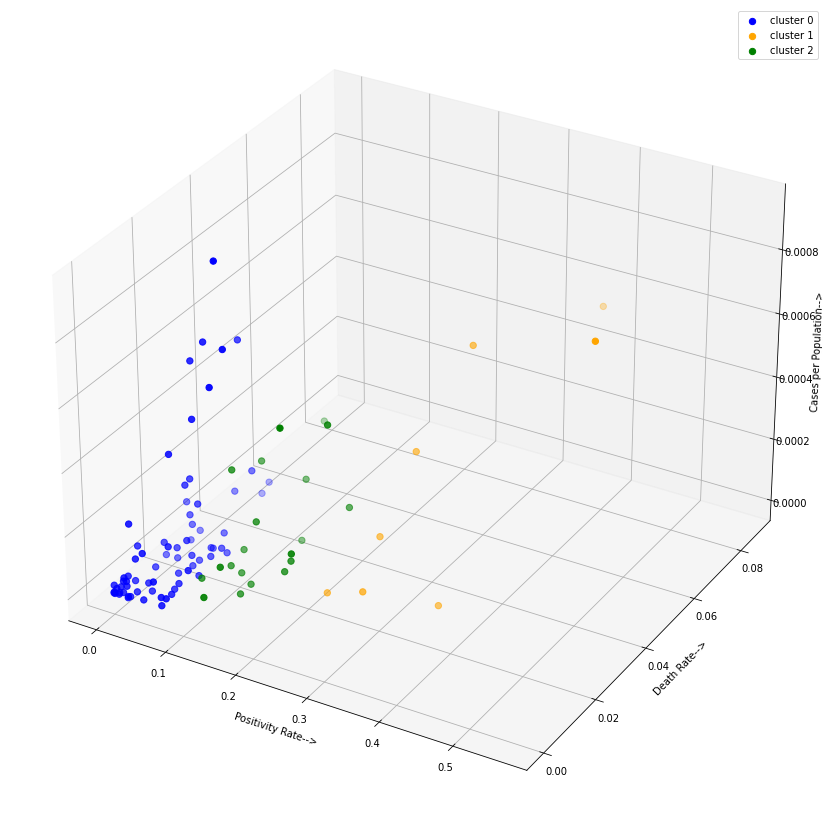 cluster 0
cluster 1
cluster 2
0.0008
0.0006
0.0004
0.0002
0.0000
Cases per Population-->
0.08
0.06
0.04
0.02
0.00
Death Rate-->
0.0
0.1
0.2
0.3
0.4
0.5
Positivity Rate-->